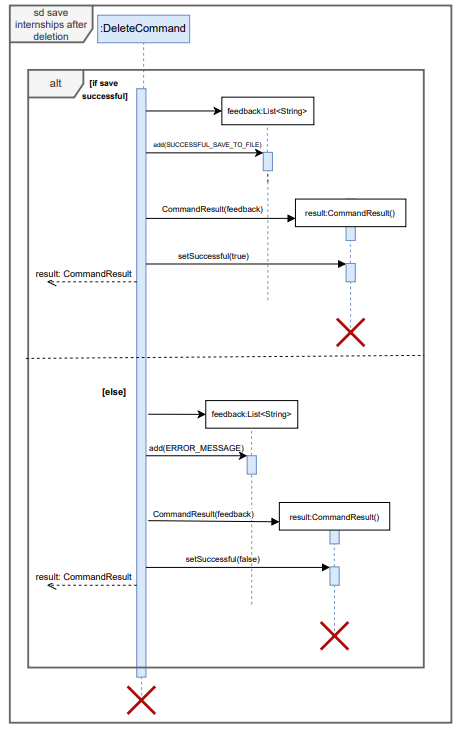 sd save
internships after
deletion
:DeleteCommand
alt
[if save
successful]
feedback:List<String>
add(SUCCESSFUL_SAVE_TO_FILE)
CommandResult(feedback)
result:CommandResult()
setSuccessful(true)
result: CommandResult
[else]
feedback:List<String>
add(ERROR_MESSAGE)
CommandResult(feedback)
result:CommandResult()
setSuccessful(false)
result: CommandResult